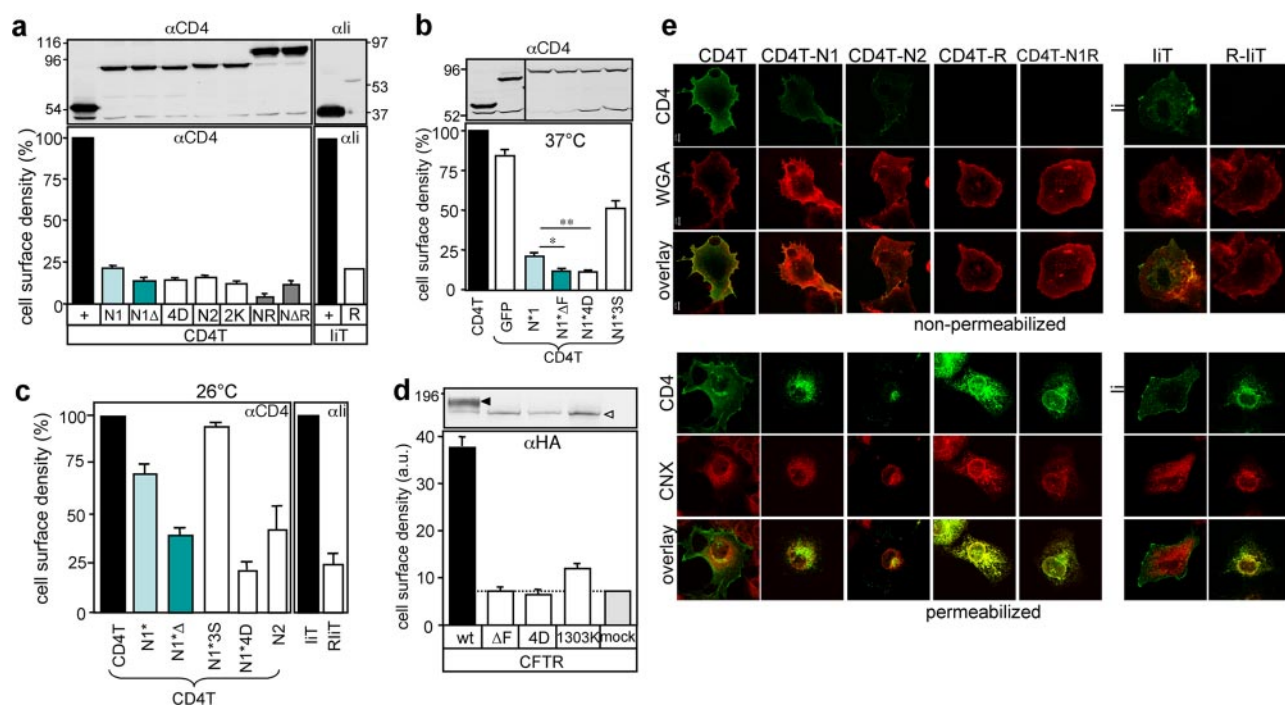 a
αCD4
αIi
116
96
54
97
53
37
αCD4
αIi
cell surface density (%)
100
75
50
25
0
+ N1 N1Δ 4D N2 2K NR NΔR
+ R
CD4T
IiT
b
αCD4
96
52
37°C
cell surface density (%)
100
75
50
25
0
**
*
CD4T
GFP
N*1
N1*ΔF
N1*4D
N1*3S
CD4T
c
26°C
αCD4
αIi
cell surface density (%)
100
75
50
25
0
CD4T
N1*
N1*Δ
N1*3S
N1*4D
N2
IiT
RIiT
CD4T
d
196
αHA
cell surface density (a.u.)
40
30
20
10
0
wt ΔF 4D 1303K mock
CFTR
e
CD4T CD4T-N1 CD4T-N2 CD4T-R CD4T-N1R IiT R-IiT
CD4
Ii
WGA
overlay
non-permeabilized
CD4
Ii
CNX
overlay
permeabilized